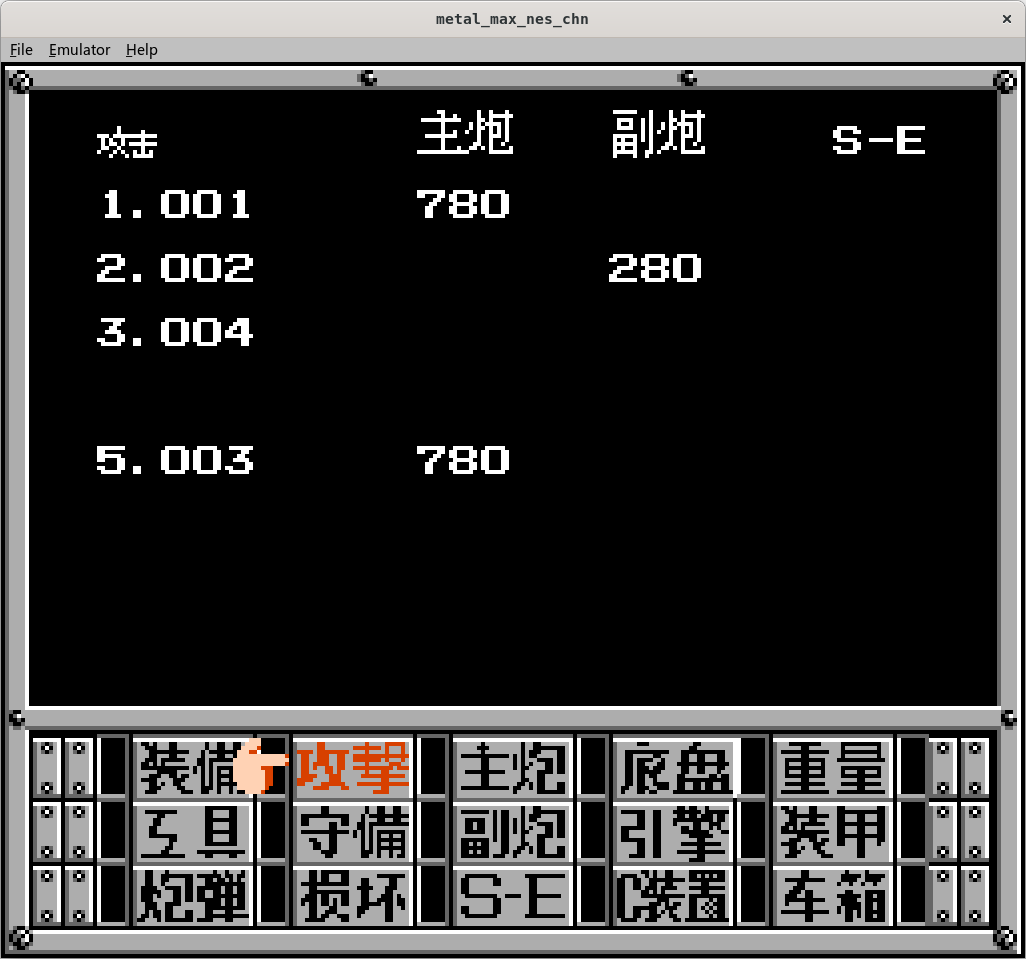 metal_max_nes_chn ×
File Emulator Help
攻击 主炮 副炮 S-E
1.001 780
2.002 280
3.004
5.003 780
装備 攻撃 主炮 底盘 重量
工具 守備 副炮 引擎 装甲
炮弾 损坏 S-E C装置 车箱